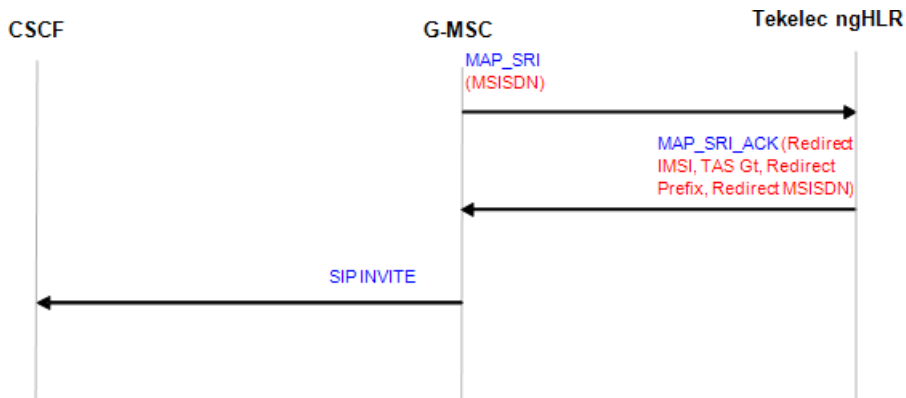 CSCF
G-MSC
Tekelec ngHLR
MAP_SRI
(MSISDN)
MAP_SRI_ACK (Redirect
IMSI, TAS Gt, Redirect
Prefix, Redirect MSISDN)
SIP INVITE